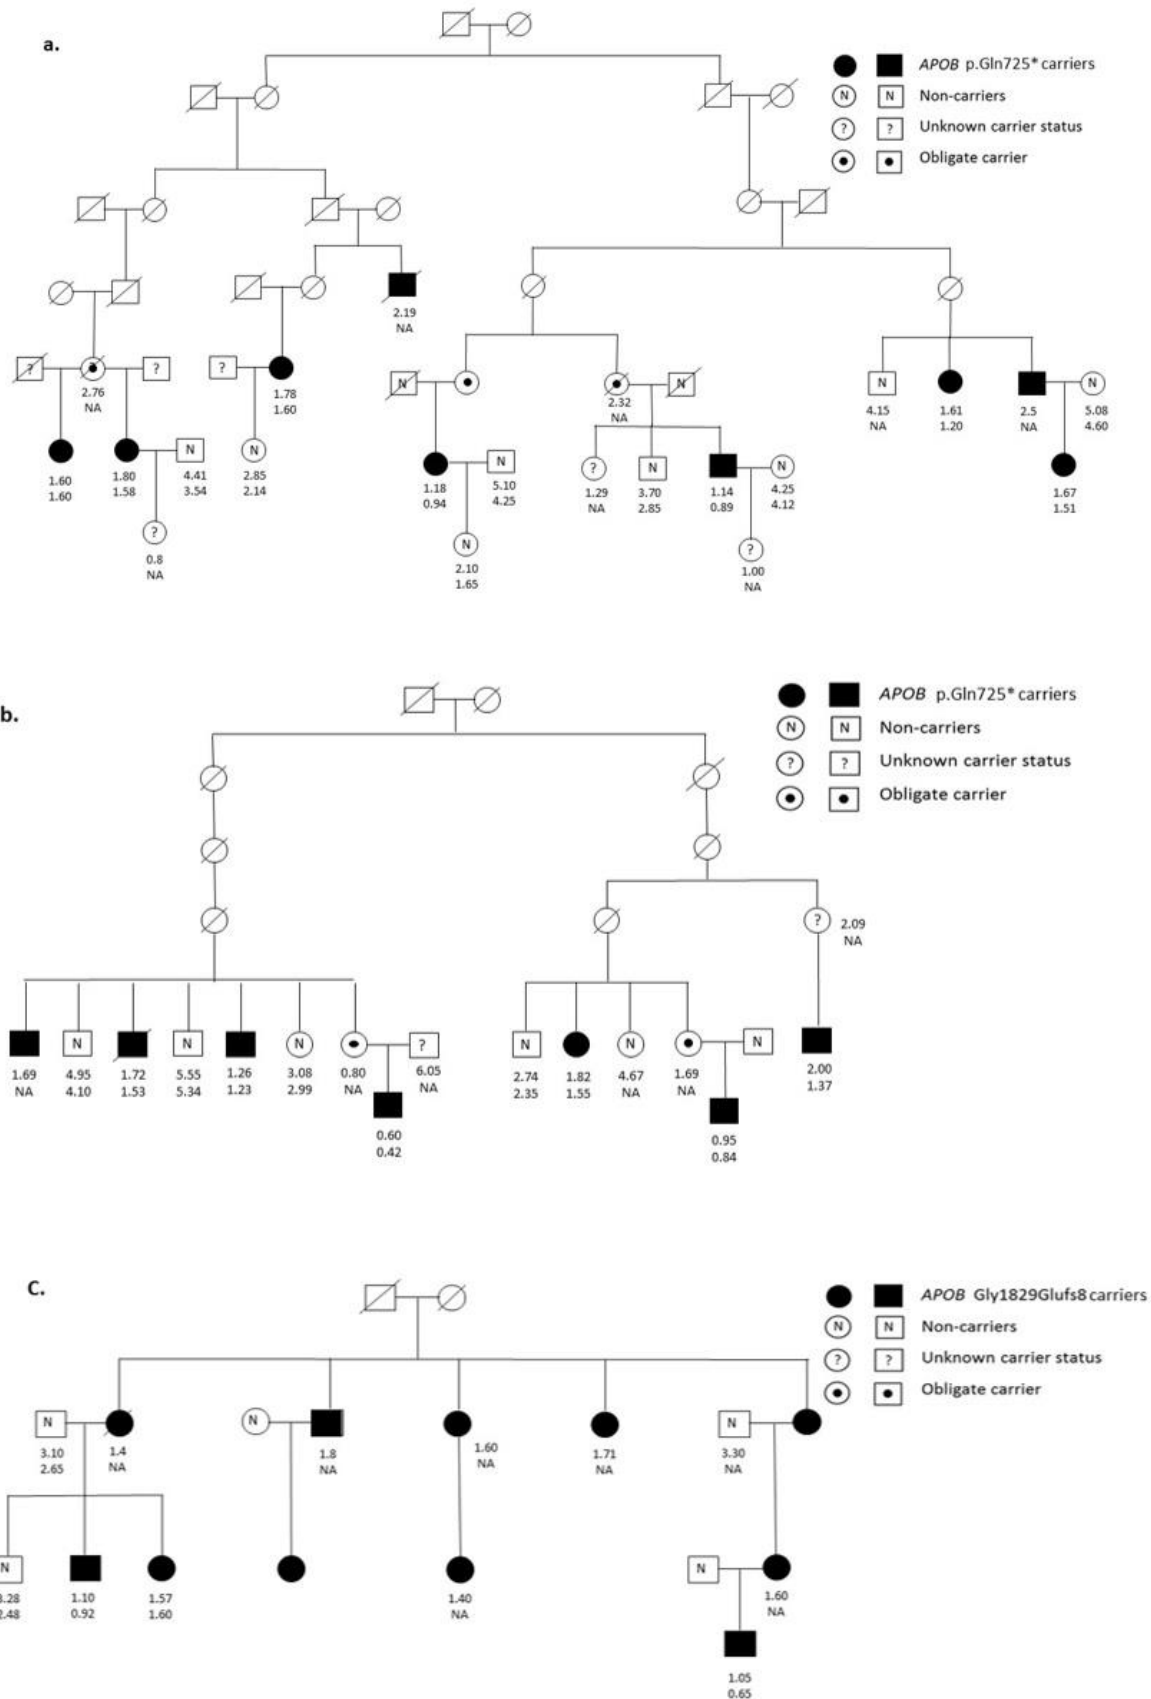 a.
APOB p.Gln725* carriers
N N Non-carriers
? ? Unknown carrier status
Obligate carrier
2.19
NA
? ? ?
2.76
NA
1.78
1.60
N N
2.32
NA
N N
4.15
NA
1.61
1.20
2.5
NA
5.08
4.60
N N
1.60
1.60
1.80
1.58
4.41
3.54
2.85
2.14
N ? N N
1.18
0.94
5.10
4.25
1.29
NA
3.70
2.85
1.14
0.89
4.25
4.12
1.67
1.51
?
0.8
NA
N
2.10
1.65
?
1.00
NA
b.
APOB p.Gln725* carriers
N N Non-carriers
? ? Unknown carrier status
Obligate carrier
? 2.09
NA
N N N ? N N N
1.69
NA
4.95
4.10
1.72
1.53
5.55
5.34
1.26
1.23
3.08
2.99
0.80
NA
6.05
NA
2.74
2.35
1.82
1.55
4.67
NA
1.69
NA
2.00
1.37
0.60
0.42
0.95
0.84
C.
APOB Gly1829Glufs8 carriers
N N Non-carriers
? ? Unknown carrier status
Obligate carrier
N N N
3.10
2.65
1.4
NA
1.8
NA
1.60
NA
1.71
NA
3.30
NA
N N
.28
.48
1.10
0.92
1.57
1.60
1.40
NA
1.60
NA
1.05
0.65